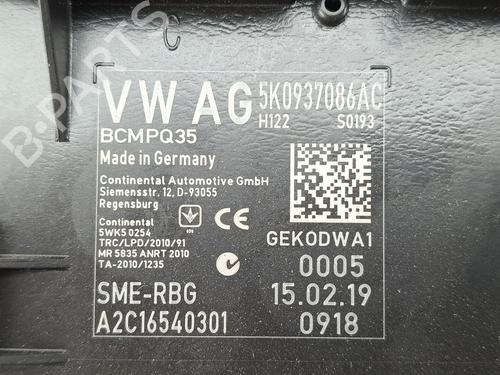 B-PARTS
VW AG 5K0937086AC
BCMPQ35 H122 S0193
Made in Germany
Continental Automotive GmbH
Siemensstr. 12, D-93055
Regensburg
Continental
5WK50254
TRC/LPD/2010/91
MR 5835 ANRT 2010
TA-2010/1235
CE
GEKODWA1
0005
SME-RBG 15.02.19
A2C16540301 0918